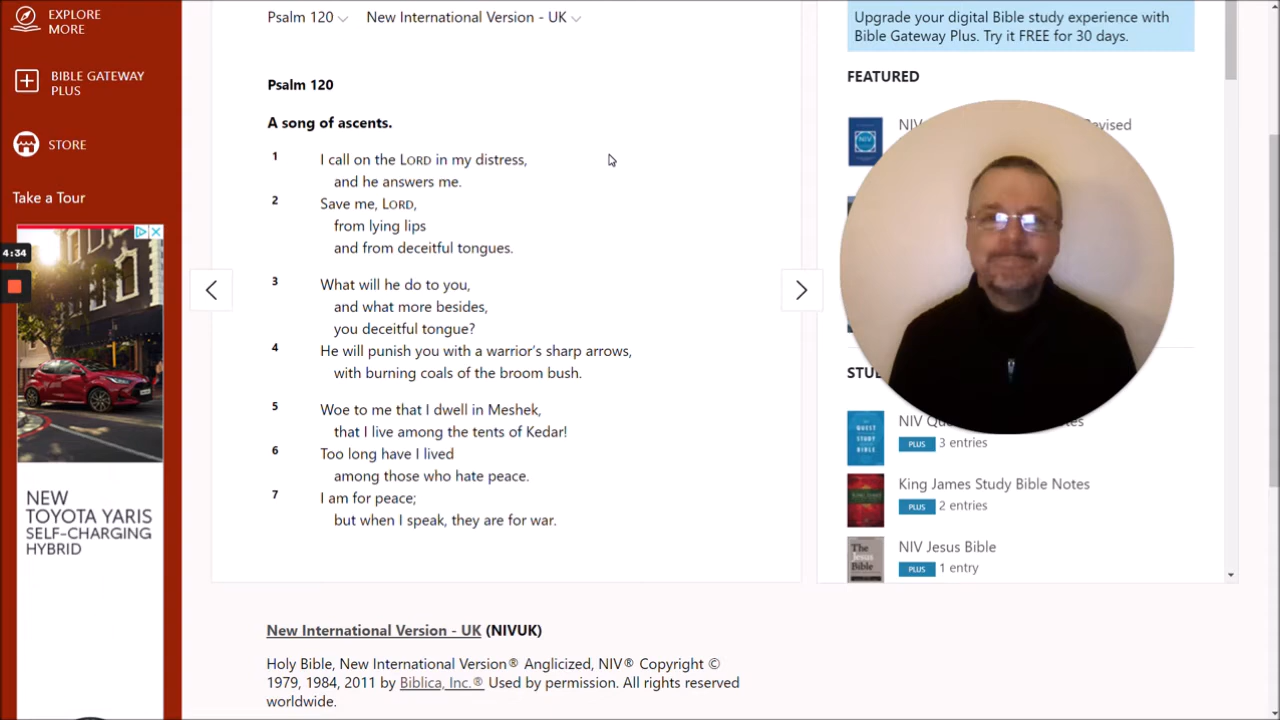 EXPLORE
MORE
BIBLE GATEWAY
PLUS
STORE
Take a Tour
4:34
NEW
TOYOTA YARIS
SELF-CHARGING
HYBRID
Psalm 120
New International Version - UK
Psalm 120
A song of ascents.
1 I call on the LORD in my distress,
and he answers me.
2 Save me, LORD,
from lying lips
and from deceitful tongues.
3 What will he do to you,
and what more besides,
you deceitful tongue?
4 He will punish you with a warrior's sharp arrows,
with burning coals of the broom bush.
5 Woe to me that I dwell in Meshek,
that I live among the tents of Kedar!
6 Too long have I lived
among those who hate peace.
7 I am for peace;
but when I speak, they are for war.
New International Version - UK (NIVUK)
Holy Bible, New International Version® Anglicized, NIV® Copyright ©
1979, 1984, 2011 by Biblica, Inc.® Used by permission. All rights reserved
worldwide.
Upgrade your digital Bible study experience with
Bible Gateway Plus. Try it FREE for 30 days.
FEATURED
NIV
NIV
STU
QUEST
STUDY
BIBLE
NIV
Notes
PLUS 3 entries
King James Study Bible Notes
PLUS 2 entries
The
Jesus
Bible
NIV Jesus Bible
PLUS 1 entry